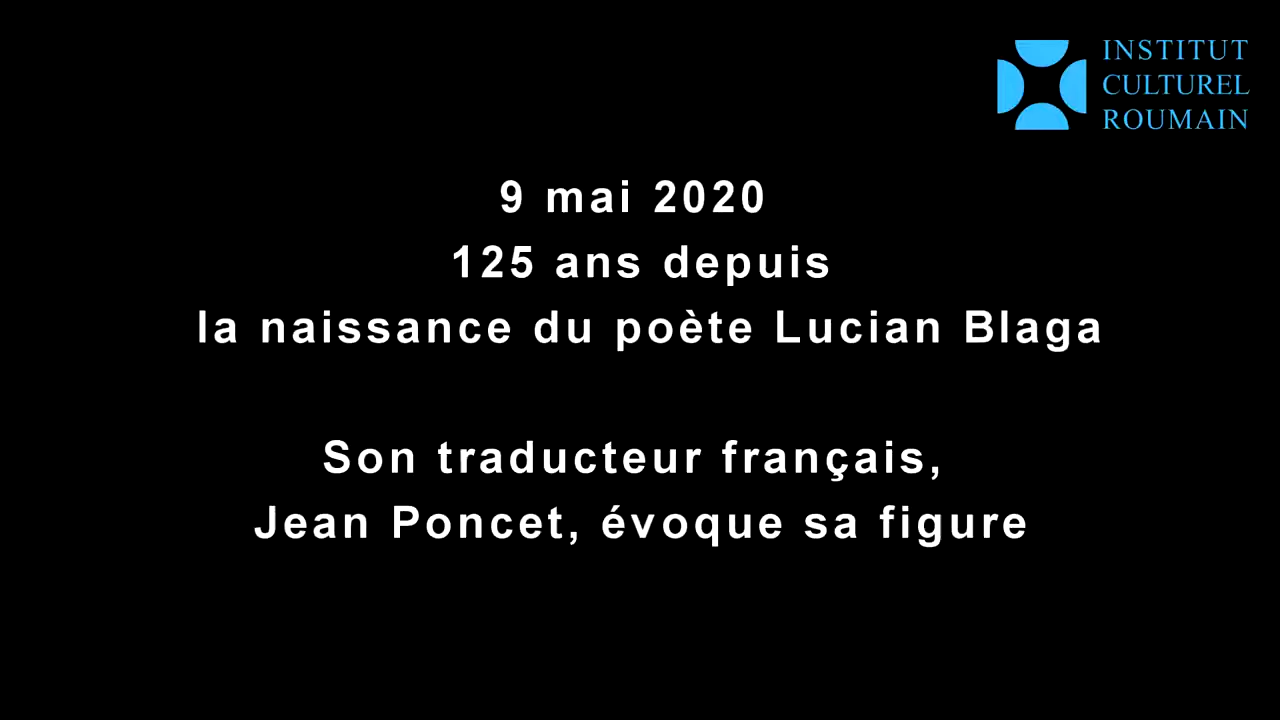 INSTITUT
CULTUREL
ROUMAIN
9 mai 2020
125 ans depuis
la naissance du poète Lucian Blaga
Son traducteur français,
Jean Poncet, évoque sa figure